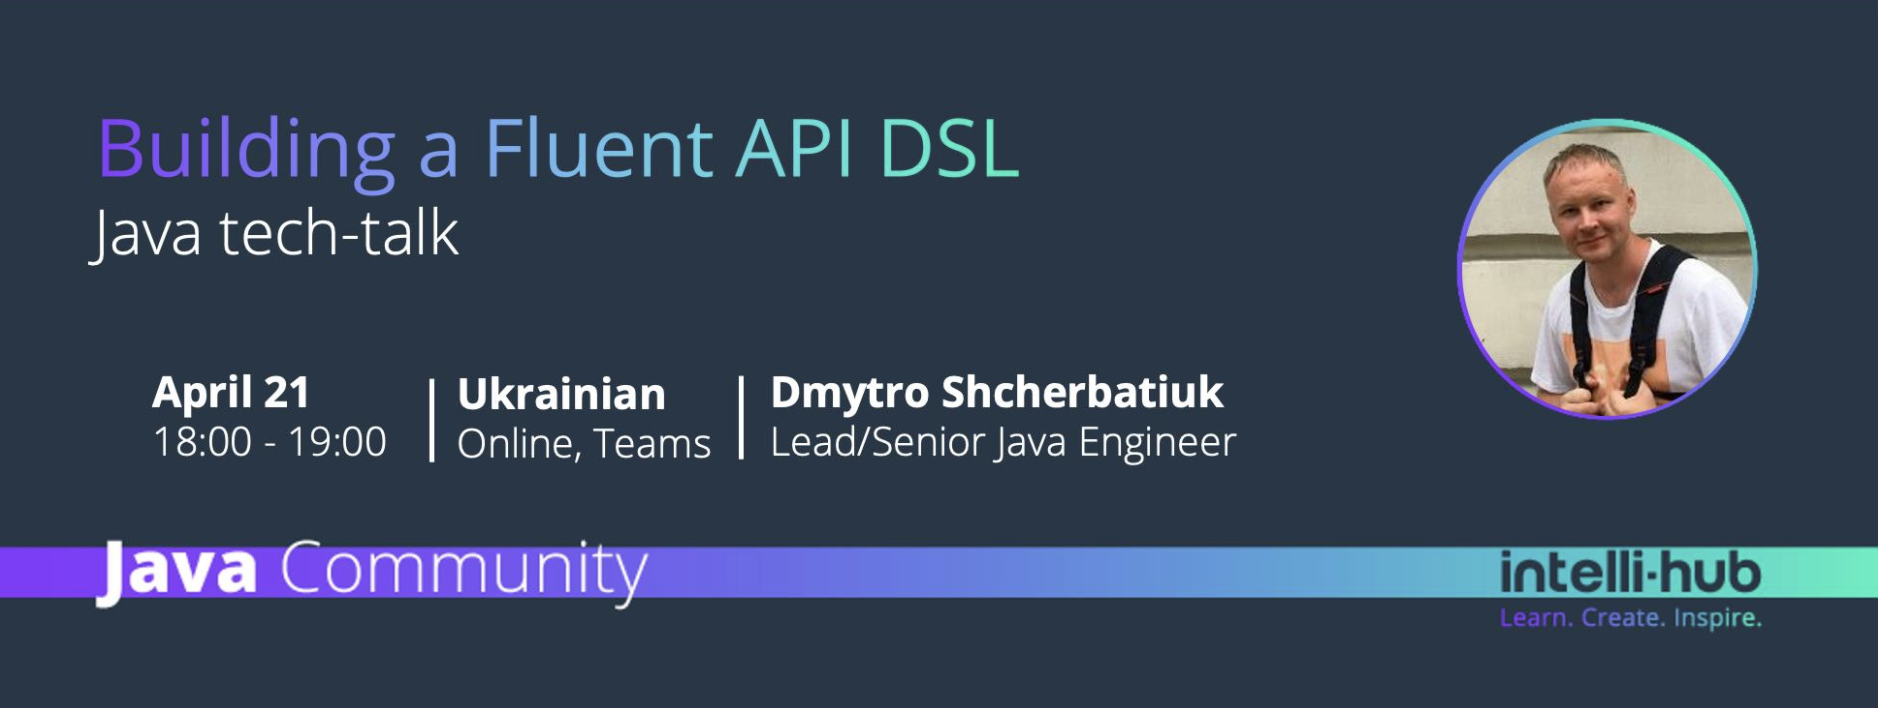 Building a Fluent API DSL
Java tech-talk
April 21
18:00 - 19:00
Ukrainian
Online, Teams
Dmytro Shcherbatiuk
Lead/Senior Java Engineer
Java Community
intelli-hub
Learn. Create. Inspire.